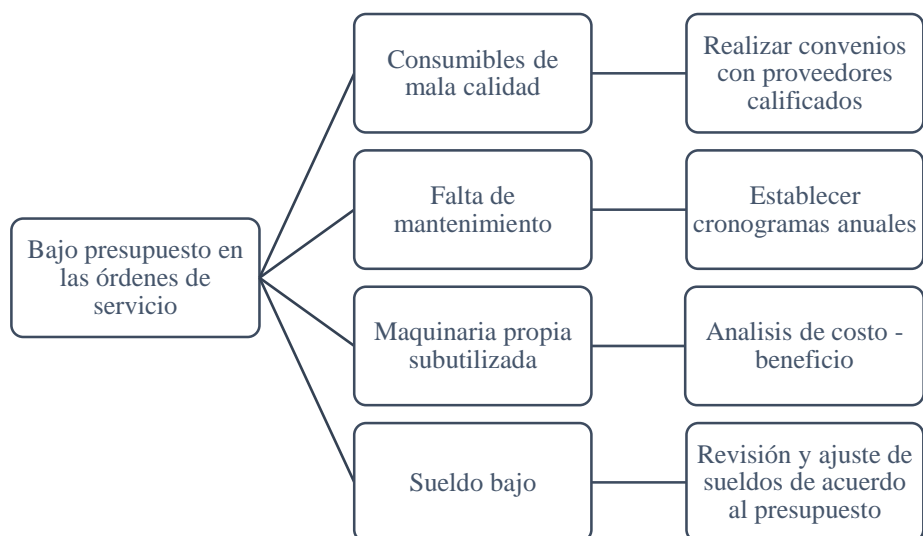 Bajo presupuesto en
las órdenes de
servicio
Consumibles de
mala calidad
Realizar convenios
con proveedores
calificados
Falta de
mantenimiento
Establecer
cronogramas anuales
Maquinaria propia
subutilizada
Analisis de costo -
beneficio
Sueldo bajo
Revisión y ajuste de
sueldos de acuerdo
al presupuesto